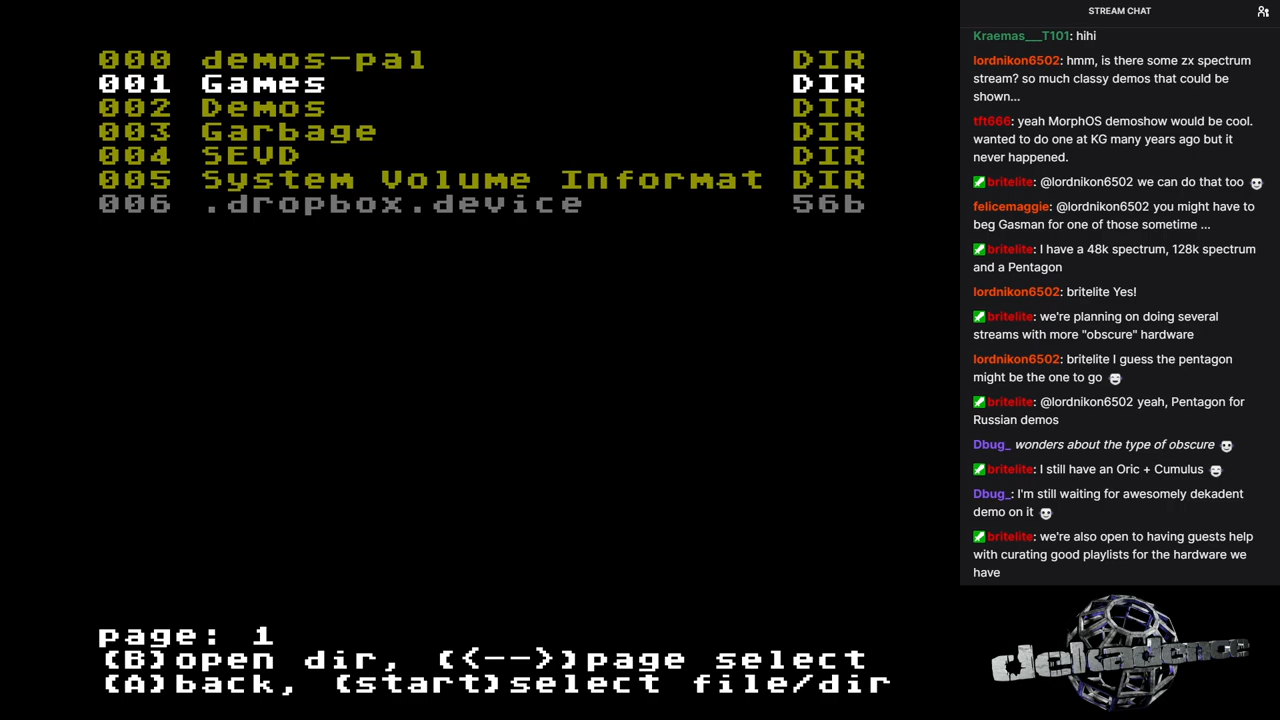 000 demos-pal DIR
001 Games DIR
002 Demos DIR
003 Garbage DIR
004 SEVD DIR
005 System Volume Informat DIR
006 .dropbox.device 56b
page: 1
(B)open dir, (<-->)page select
(A)back, (start)select file/dir
STREAM CHAT
Kraemas___T101: hihi
lordnikon6502: hmm, is there some zx spectrum
stream? so much classy demos that could be
shown...
tft666: yeah MorphOS demoshow would be cool.
wanted to do one at KG many years ago but it
never happened.
britelite: @lordnikon6502 we can do that too
felicemaggie: @lordnikon6502 you might have to
beg Gasman for one of those sometime ...
britelite: I have a 48k spectrum, 128k spectrum
and a Pentagon
lordnikon6502: britelite Yes!
britelite: we're planning on doing several
streams with more "obscure" hardware
lordnikon6502: britelite I guess the pentagon
might be the one to go
britelite: @lordnikon6502 yeah, Pentagon for
Russian demos
Dbug_ wonders about the type of obscure
britelite: I still have an Oric + Cumulus
Dbug_: I'm still waiting for awesomely dekadent
demo on it
britelite: we're also open to having guests help
with curating good playlists for the hardware we
have
dekadence